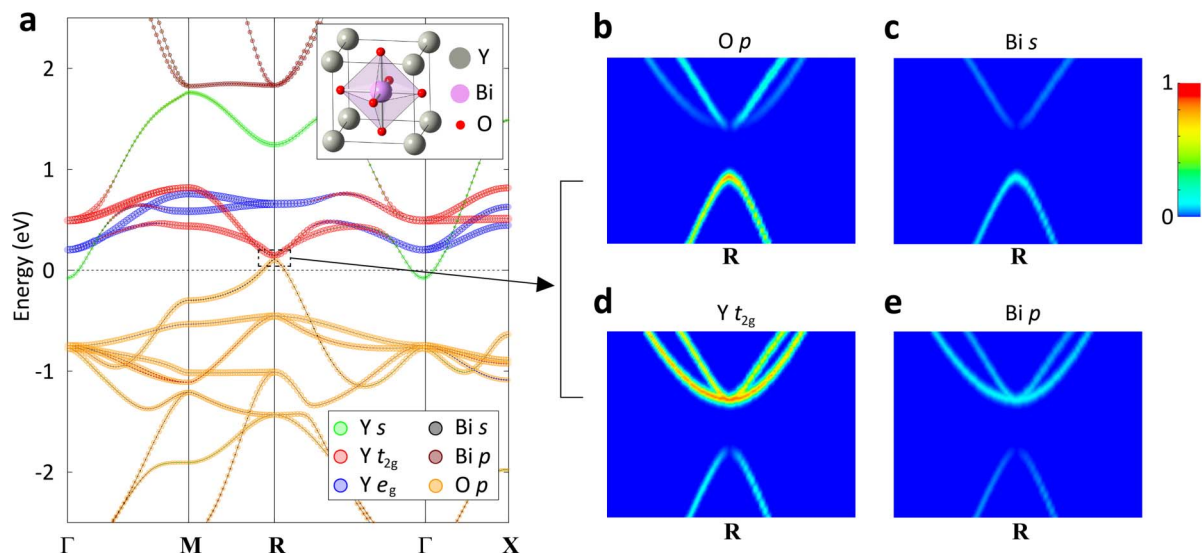 a
Energy (eV)
2
1
0
-1
-2
Γ
M
R
Γ
X
Y
Bi
O
Y s
Y t2g
Y eg
Bi s
Bi p
O p
b
O p
R
c
Bi s
R
1
0
d
Y t2g
R
e
Bi p
R